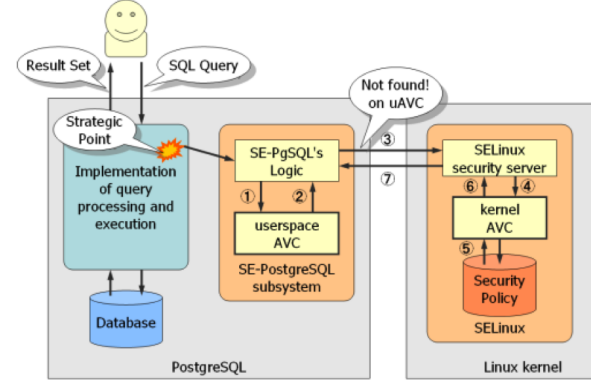 Result Set
SQL Query
Not found!
on uAVC
Strategic
Point
Implementation
of query
processing and
execution
Database
SE-PgSQL's
Logic
①
②
userspace
AVC
SE-PostgreSQL
subsystem
PostgreSQL
③
⑦
SELinux
security server
⑥
④
kernel
AVC
⑤
Security
Policy
SELinux
Linux kernel